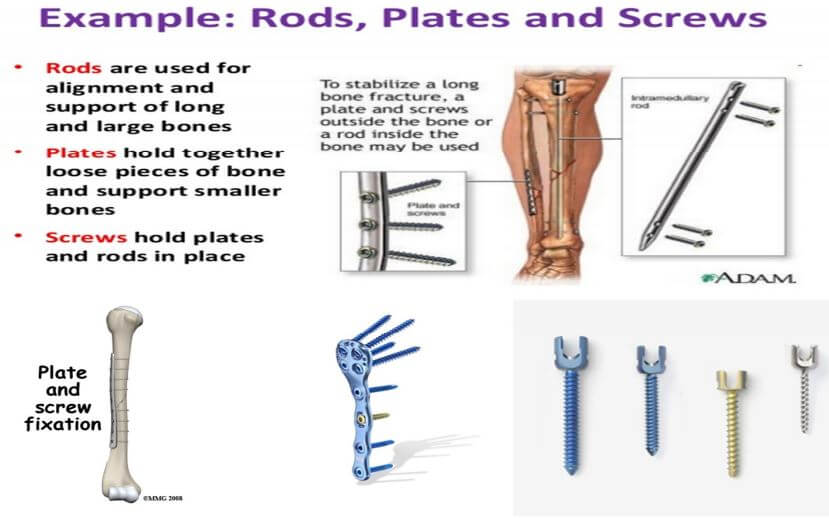 Example: Rods, Plates and Screws
• Rods are used for
alignment and
support of long
and large bones
• Plates hold together
loose pieces of bone
and support smaller
bones
• Screws hold plates
and rods in place
To stabilize a long
bone fracture, a
plate and screws
outside the bone or
a rod inside the
bone may be used
Plate and
screws
Intramedullary
rod
ADAM.
Plate
and
screw
fixation
©MMG 2008